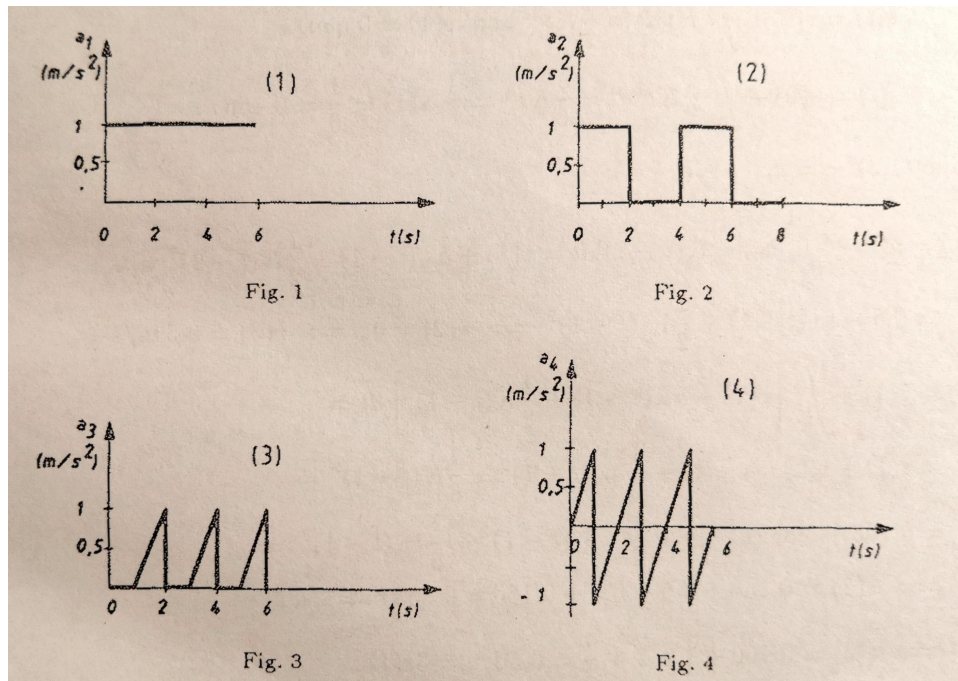 a1
(m/s²)
(1)
1
0,5
0 2 4 6 t(s)
Fig. 1
a2
(m/s²)
(2)
1
0,5
0 2 4 6 8 t(s)
Fig. 2
a3
(m/s²)
(3)
1
0,5
0 2 4 6 t(s)
Fig. 3
a4
(m/s²)
(4)
1
0,5
0 2 4 6 t(s)
- 1
Fig. 4